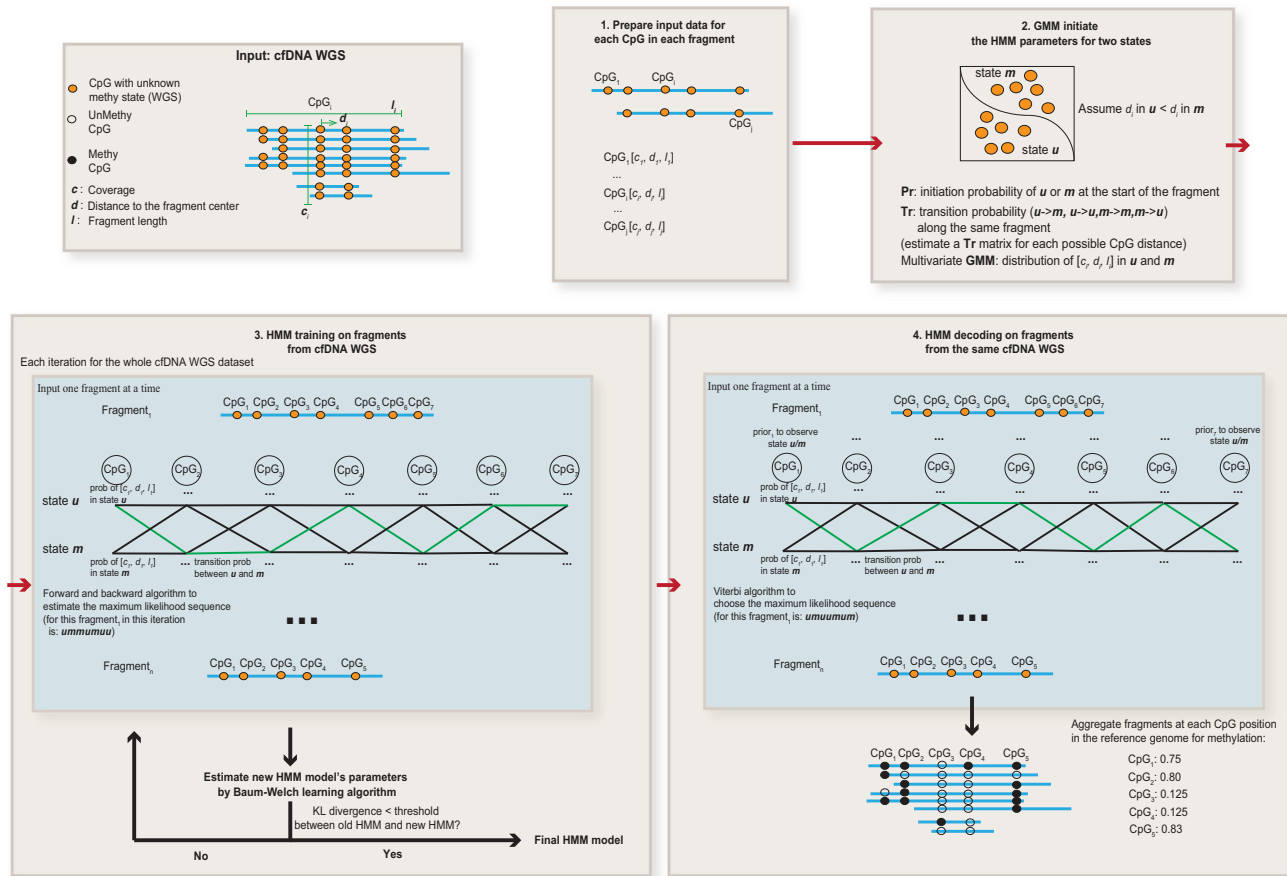 Input: cfDNA WGS
CpG with unknown
methy state (WGS)
UnMethy
CpG
Methy
CpG
c : Coverage
d : Distance to the fragment center
l : Fragment length
CpGi
li
di
ci
1. Prepare input data for
each CpG in each fragment
CpG1 CpGi
CpGj
CpG1 [c1, d1, l1]
...
CpGi [ci, di, li]
...
CpGj [cj, dj, lj]
2. GMM initiate
the HMM parameters for two states
state m
Assume di in u < di in m
state u
Pr: initiation probability of u or m at the start of the fragment
Tr: transition probability (u->m, u->u,m->m,m->u)
along the same fragment
(estimate a Tr matrix for each possible CpG distance)
Multivariate GMM: distribution of [ci, di, li] in u and m
3. HMM training on fragments
from cfDNA WGS
Each iteration for the whole cfDNA WGS dataset
Input one fragment at a time
Fragment1
CpG1 CpG2 CpG3 CpG4 CpG5 CpG6 CpG7
CpG1 CpG2 CpG3 CpG4 CpG5 CpG6 CpG7
prob of [c1, d1, l1] ... ... ... ... ... ...
in state u
state u
state m
prob of [c1, d1, l1] ... ... ... ... ... ...
in state m
transition prob
between u and m
Forward and backward algorithm to
estimate the maximum likelihood sequence
(for this fragment1 in this iteration
is: ummumuu)
...
Fragmentn
CpG1 CpG2 CpG3 CpG4 CpG5
Estimate new HMM model's parameters
by Baum-Welch learning algorithm
KL divergence < threshold
between old HMM and new HMM?
No
Yes
Final HMM model
4. HMM decoding on fragments
from the same cfDNA WGS
Input one fragment at a time
Fragment1
CpG1 CpG2 CpG3 CpG4 CpG5 CpG6 CpG7
prior1 to observe
state u/m
... ... ... ... ...
prior7 to observe
state u/m
CpG1 CpG2 CpG3 CpG4 CpG5 CpG6 CpG7
prob of [c1, d1, l1] ... ... ... ... ... ...
in state u
state u
state m
prob of [c1, d1, l1] ... ... ... ... ... ...
in state m
transition prob
between u and m
Viterbi algorithm to
choose the maximum likelihood sequence
(for this fragment1 is: umuumum)
...
Fragmentn
CpG1 CpG2 CpG3 CpG4 CpG5
Aggregate fragments at each CpG position
in the reference genome for methylation:
CpG1 CpG2 CpG3 CpG4 CpG5
CpG1: 0.75
CpG2: 0.80
CpG3: 0.125
CpG4: 0.125
CpG5: 0.83